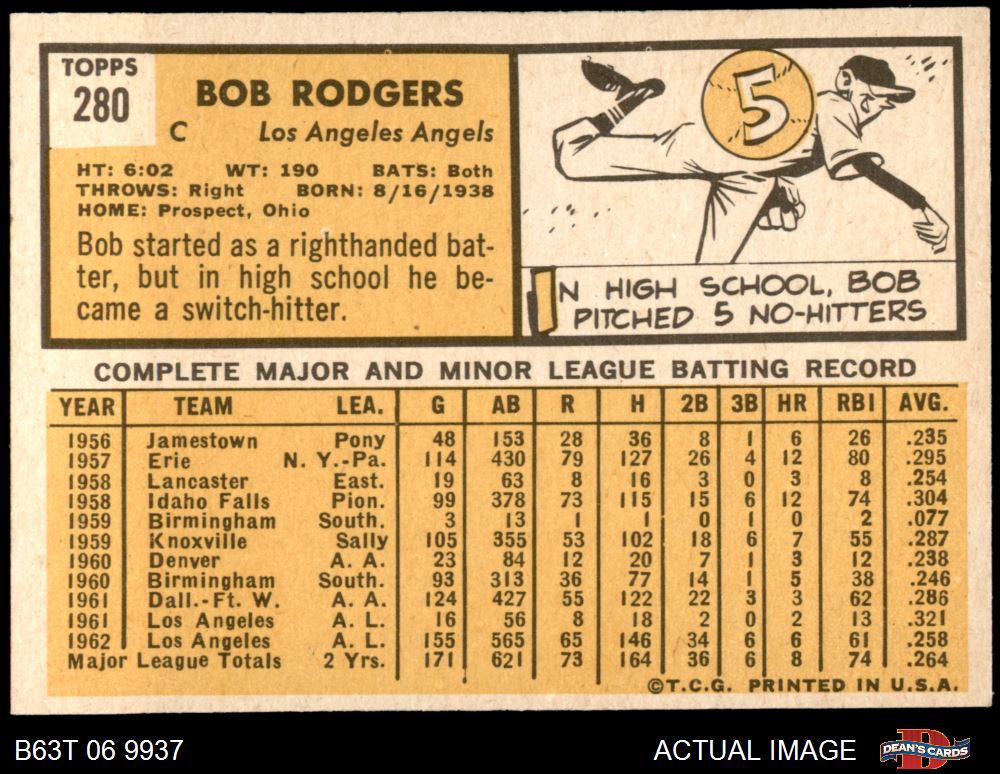 TOPPS
280
BOB RODGERS
C Los Angeles Angels
HT: 6:02 WT: 190 BATS: Both
THROWS: Right BORN: 8/16/1938
HOME: Prospect, Ohio
Bob started as a righthanded bat-
ter, but in high school he be-
came a switch-hitter.
5
IN HIGH SCHOOL, BOB
PITCHED 5 NO-HITTERS
COMPLETE MAJOR AND MINOR LEAGUE BATTING RECORD
YEAR TEAM LEA. G AB R H 2B 3B HR RBI AVG.
1956 Jamestown Pony 48 153 28 36 8 1 6 26 .235
1957 Erie N. Y.-Pa. 114 430 79 127 26 4 12 80 .295
1958 Lancaster East. 19 63 8 16 3 0 3 8 .254
1958 Idaho Falls Pion. 99 378 73 115 15 6 12 74 .304
1959 Birmingham South. 3 13 1 1 0 1 0 2 .077
1959 Knoxville Sally 105 355 53 102 18 6 7 55 .287
1960 Denver A. A. 23 84 12 20 7 1 3 12 .238
1960 Birmingham South. 93 313 36 77 14 1 5 38 .246
1961 Dall.-Ft. W. A. A. 124 427 55 122 22 3 3 62 .286
1961 Los Angeles A. L. 16 56 8 18 2 0 2 13 .321
1962 Los Angeles A. L. 155 565 65 146 34 6 6 61 .258
Major League Totals 2 Yrs. 171 621 73 164 36 6 8 74 .264
©T.C.G. PRINTED IN U.S.A.
B63T 06 9937 ACTUAL IMAGE DEAN'S CARDS